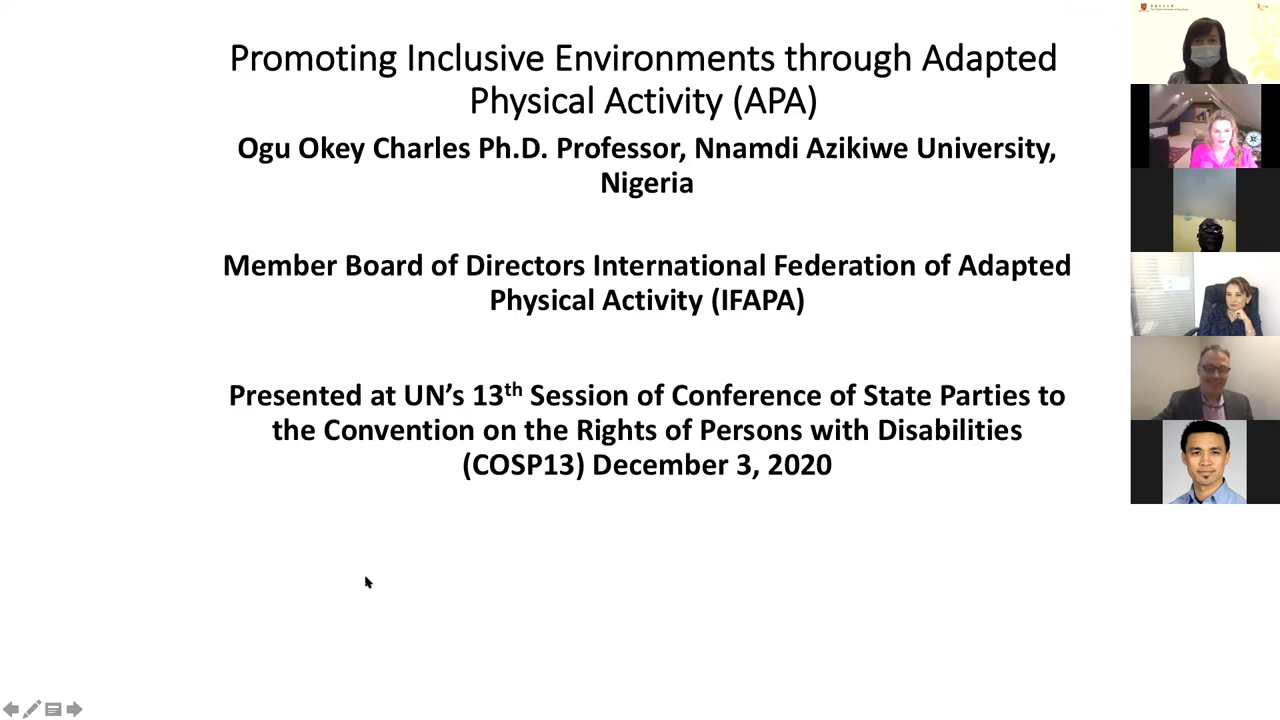 Promoting Inclusive Environments through Adapted
Physical Activity (APA)
Ogu Okey Charles Ph.D. Professor, Nnamdi Azikiwe University,
Nigeria
Member Board of Directors International Federation of Adapted
Physical Activity (IFAPA)
Presented at UN’s 13th Session of Conference of State Parties to
the Convention on the Rights of Persons with Disabilities
(COSP13) December 3, 2020